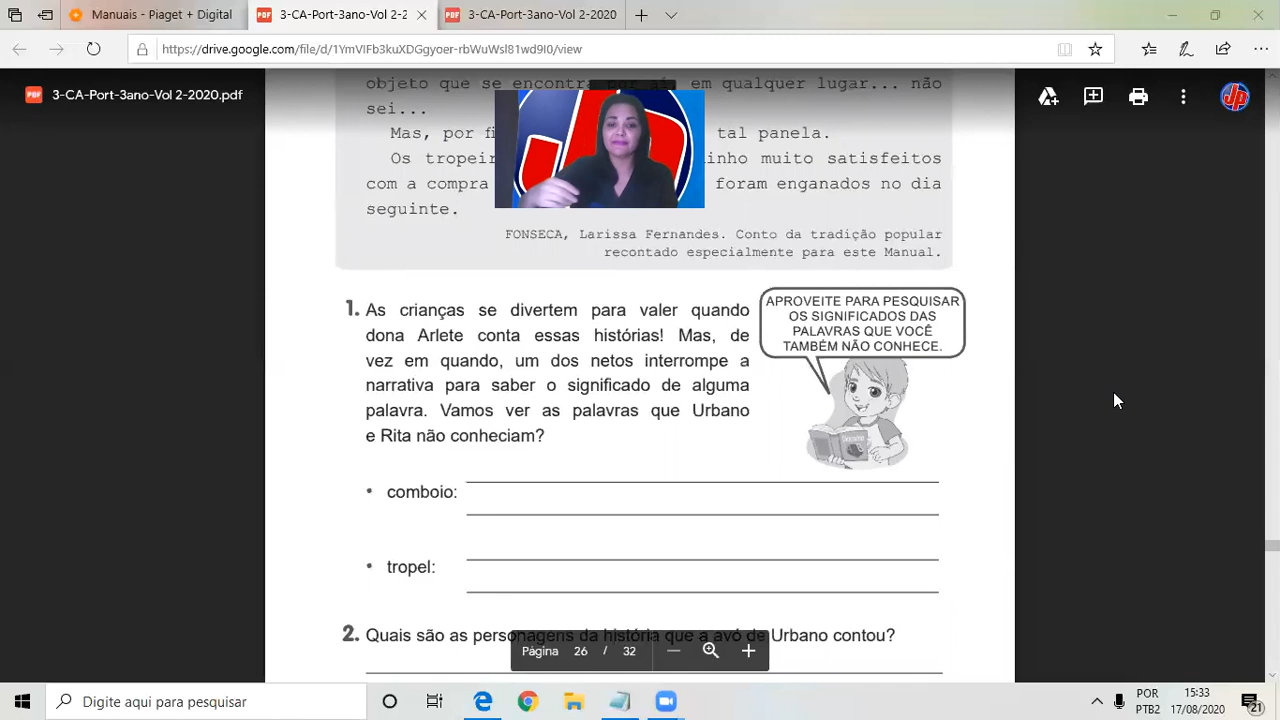 Manuais - Piaget + Digital
3-CA-Port-3ano-Vol 2-2
3-CA-Port-3ano-Vol 2-2020
https://drive.google.com/file/d/1YmVIFb3kuXDGgyoer-rbWuWsl81wd9I0/view
3-CA-Port-3ano-Vol 2-2020.pdf
objeto que se encontra por aí, em qualquer lugar... não
sei...
Mas, por tal panela.
Os muito satisfeitos
com a compra foram enganados no dia
seguinte.
FONSECA, Larissa Fernandes. Conto da tradição popular
recontado especialmente para este Manual.
1. As crianças se divertem para valer quando
dona Arlete conta essas histórias! Mas, de
vez em quando, um dos netos interrompe a
narrativa para saber o significado de alguma
palavra. Vamos ver as palavras que Urbano
e Rita não conheciam?
APROVEITE PARA PESQUISAR
OS SIGNIFICADOS DAS
PALAVRAS QUE VOCÊ
TAMBÉM NÃO CONHECE.
• comboio:
• tropel:
2. Quais são as personagens da história que a avó de Urbano contou?
Página 26 / 32
Digite aqui para pesquisar
POR
PTB2
15:33
17/08/2020
21